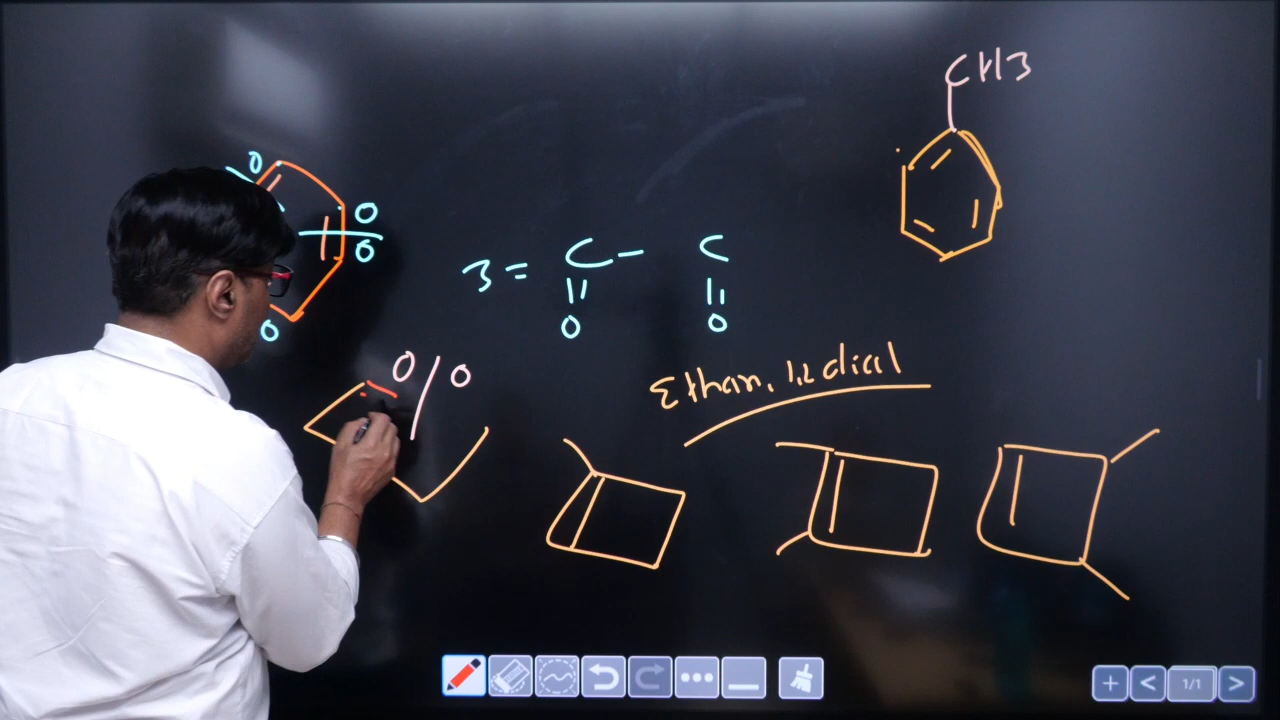 CH3
O
O
O
O
3 = C - C
O O
O / O
Ethan. 1,2 dial
1/1